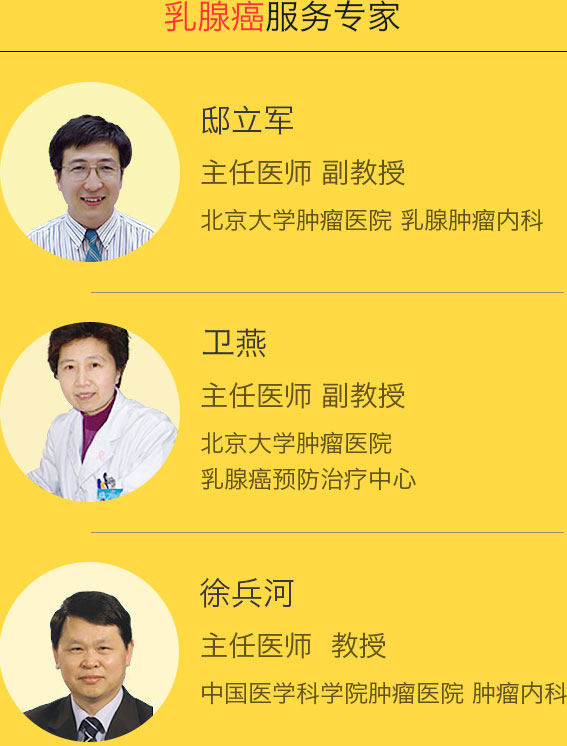 乳腺癌服务专家
邸立军
主任医师 副教授
北京大学肿瘤医院 乳腺肿瘤内科
卫燕
主任医师 副教授
北京大学肿瘤医院
乳腺癌预防治疗中心
徐兵河
主任医师 教授
中国医学科学院肿瘤医院 肿瘤内科